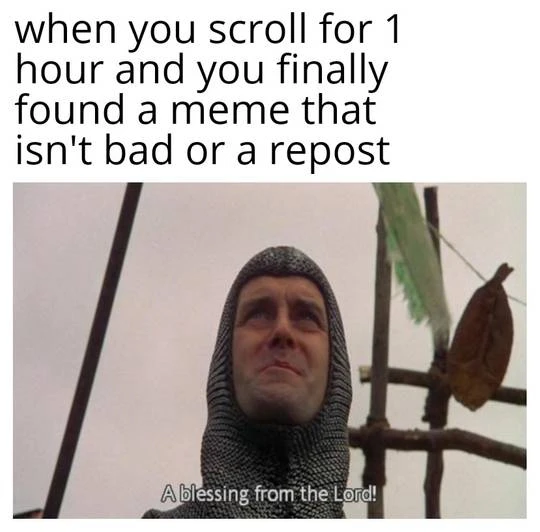 when you scroll for 1
hour and you finally
found a meme that
isn't bad or a repost
A blessing from the Lord!